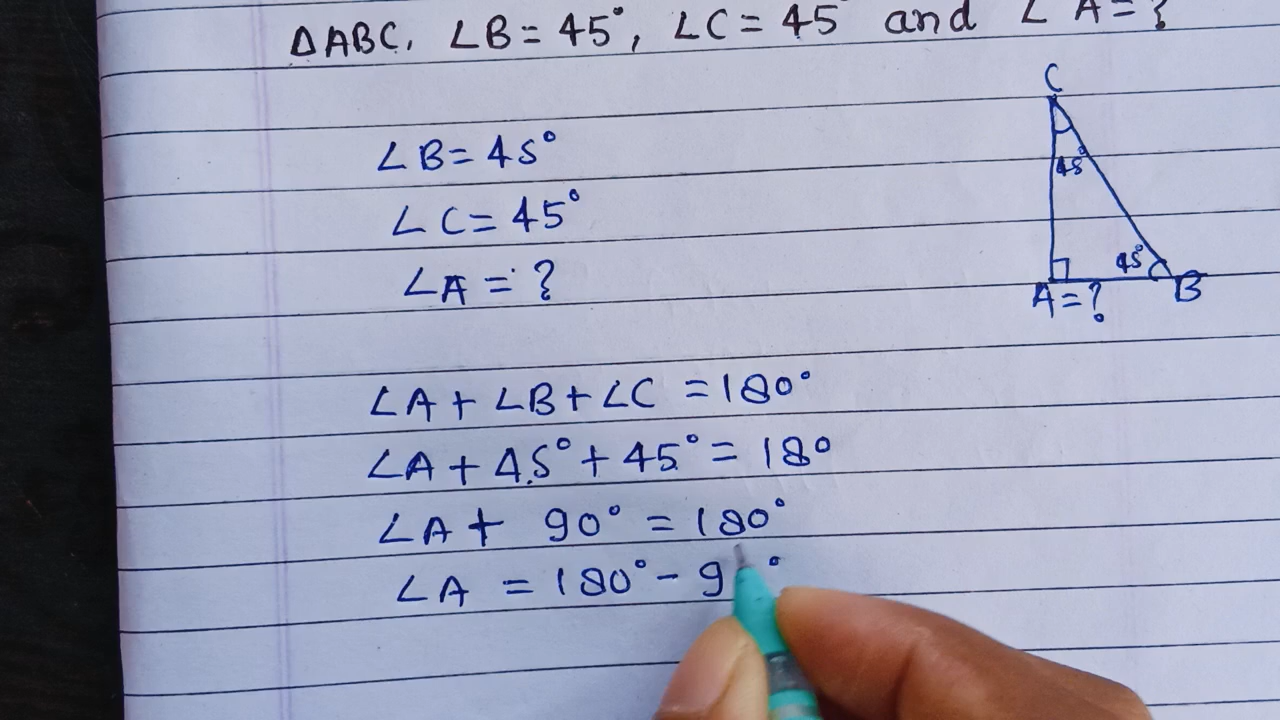 ΔABC, ∠B = 45°, ∠C = 45° and ∠A = ?
∠B = 45°
∠C = 45°
∠A = ?
C
45°
45°
A = ?
B
∠A + ∠B + ∠C = 180°
∠A + 45° + 45° = 180
∠A + 90° = 180°
∠A = 180° - 9 °